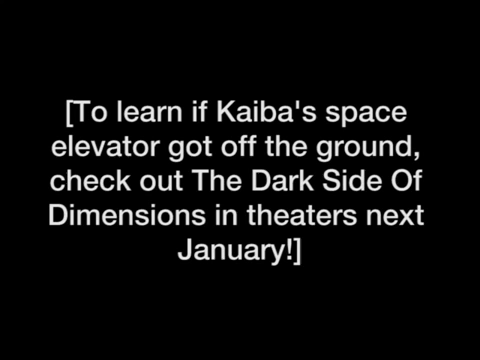 [To learn if Kaiba's space
elevator got off the ground,
check out The Dark Side Of
Dimensions in theaters next
January!]